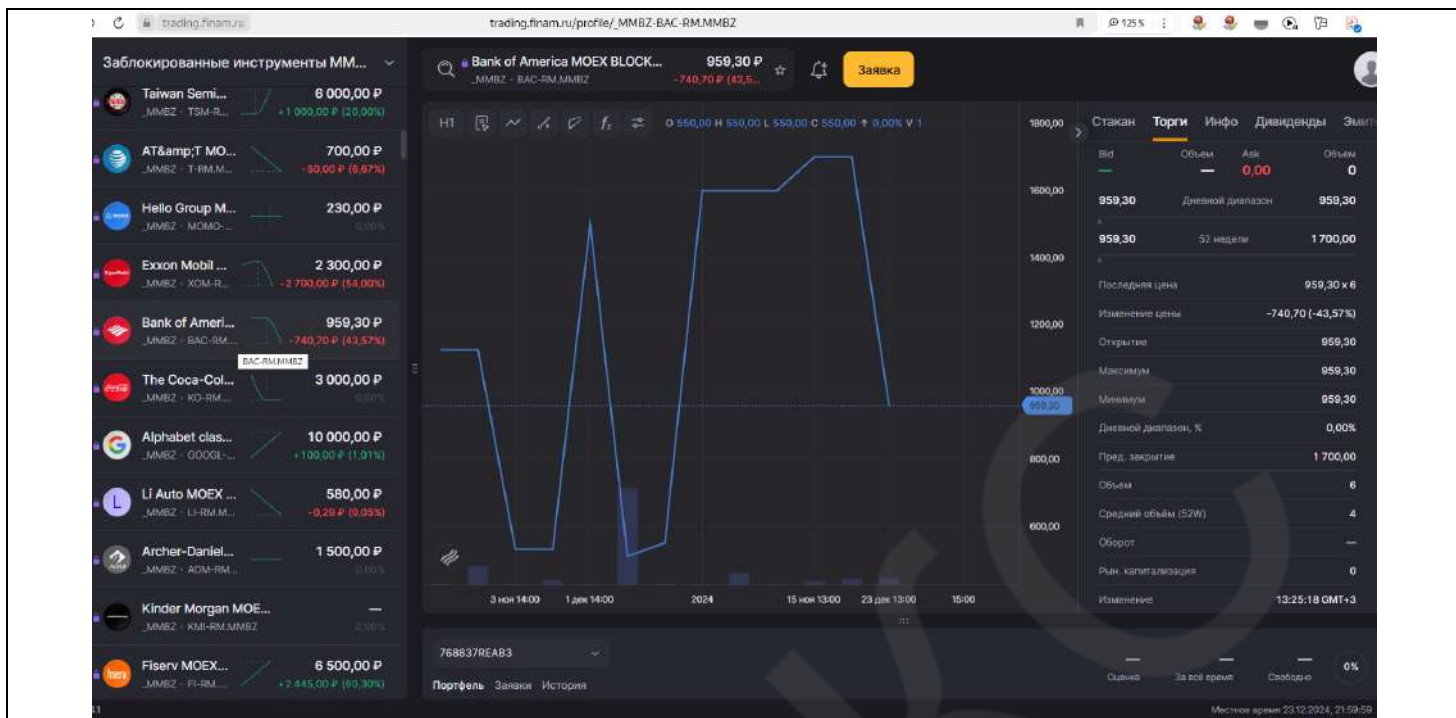 trading.finam.ru
trading.finam.ru/profile/_MMBZ-BAC-RM.MMBZ
125 %
Заблокированные инструменты ММ...
Taiwan Semi... 6 000,00 ₽
_MMBZ · TSM-R... +1 000,00 ₽ (20,00%)
AT&amp;T MO... 700,00 ₽
_MMBZ · T-RM.M... -50,00 ₽ (6,67%)
Hello Group M... 230,00 ₽
_MMBZ · MOMO-... 0,00%
Exxon Mobil ... 2 300,00 ₽
_MMBZ · XOM-R... -2 700,00 ₽ (54,00%)
Bank of Ameri... 959,30 ₽
_MMBZ · BAC-RM... -740,20 ₽ (43,57%)
BAC-RM.MMBZ
The Coca-Col... 3 000,00 ₽
_MMBZ · KO-RM... 0,00%
Alphabet clas... 10 000,00 ₽
_MMBZ · GOOGL-... +100,00 ₽ (1,01%)
L
Li Auto MOEX ... 580,00 ₽
_MMBZ · LI-RM.M... -0,29 ₽ (0,05%)
Archer-Daniel... 1 500,00 ₽
_MMBZ · ADM-RM... 0,00%
Kinder Morgan MOE... —
_MMBZ · KMI-RM.MMBZ 0,00%
Fiserv MOEX... 6 500,00 ₽
_MMBZ · FI-RM.... +2 445,00 ₽ (60,30%)
Bank of America MOEX BLOCK... 959,30 ₽
_MMBZ · BAC-RM.MMBZ -740,70 ₽ (43,5...
Заявка
H1 fx O 550,00 H 550,00 L 550,00 C 550,00 0,00% V 1
1800,00
1600,00
1400,00
1200,00
1000,00
959,30
800,00
600,00
3 ноя 14:00 1 дек 14:00 2024 15 ноя 13:00 23 дек 13:00 15:00
Стакан Торги Инфо Дивиденды Эмит
Bid Объем Ask Объем
— — 0,00 0
959,30 Дневной диапазон 959,30
959,30 52 недели 1 700,00
Последняя цена 959,30 x 6
Изменение цены -740,70 (-43,57%)
Открытие 959,30
Максимум 959,30
Минимум 959,30
Дневной диапазон, % 0,00%
Пред. закрытие 1 700,00
Объем 6
Средний объём (52W) 4
Оборот —
Рын. капитализация 0
Изменение 13:25:18 GMT+3
768837REAB3
Портфель Заявки История
— — — 0%
Оценка За всё время Свободно
Местное время 23.12.2024, 21:59:59